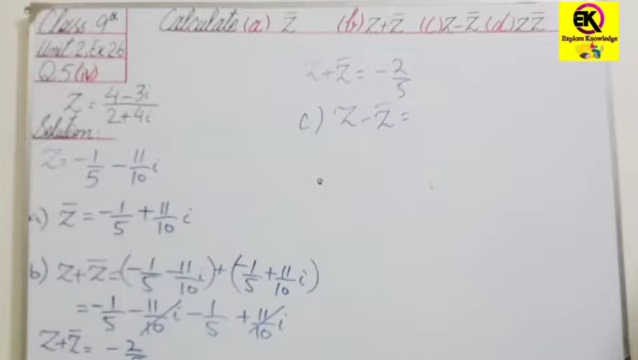 Class 9th
Calculate (a) z̄ (b) z+z̄ (c) z-z̄ (d) zz̄
Unit 2, Ex 2.6
Q.5 (iv)
z = (4-3i)/(2+4i)
Solution:
z = -1/5 - 11/10 i
a) z̄ = -1/5 + 11/10 i
b) z+z̄ = (-1/5 - 11/10 i) + (-1/5 + 11/10 i)
= -1/5 - 11/10 i - 1/5 + 11/10 i
z+z̄ = -2/5
z+z̄ = -2/5
c) z-z̄ =
EK
Explore Knowledge